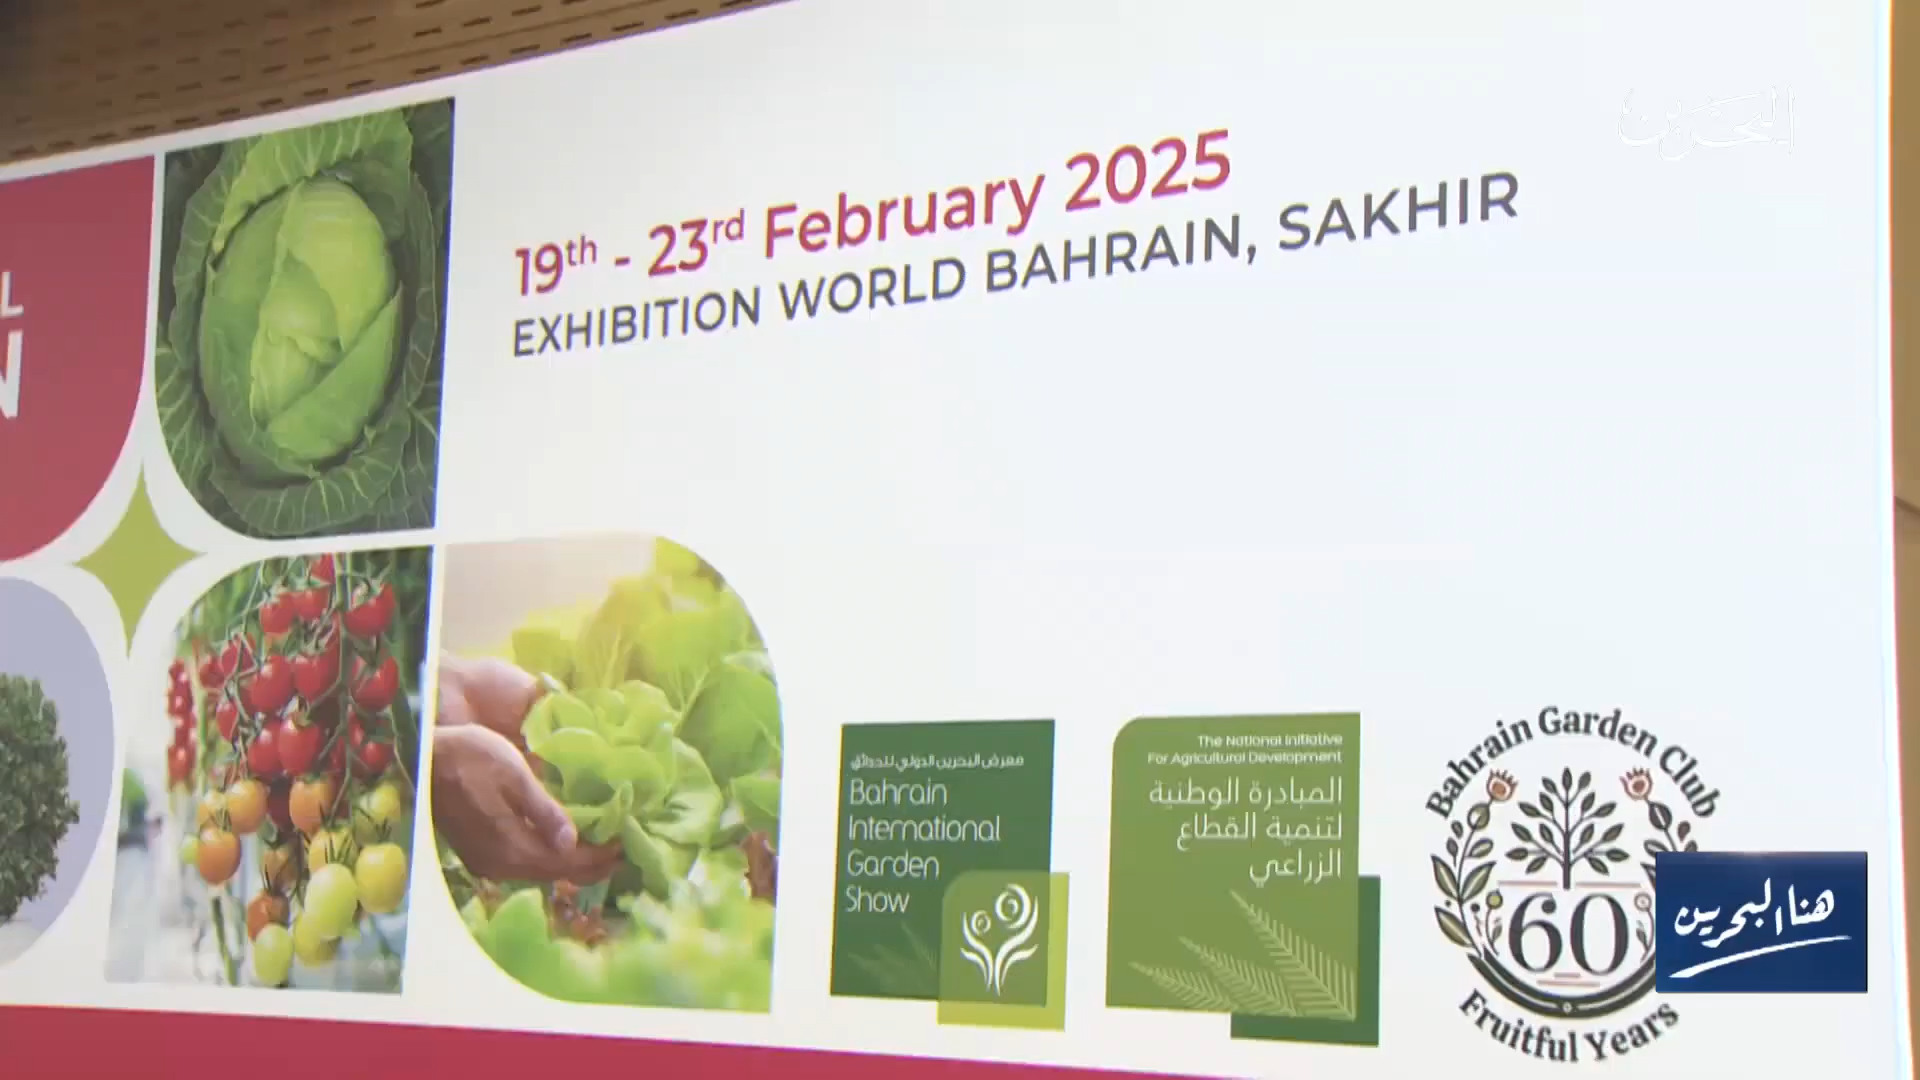 البحرين
L
N
19th - 23rd February 2025
EXHIBITION WORLD BAHRAIN, SAKHIR
معرض البحرين الدولي للحدائق
Bahrain
International
Garden
Show
The National Initiative
For Agricultural Development
المبادرة الوطنية
لتنمية القطاع
الزراعي
Bahrain Garden Club
60
Fruitful Years
هنا البحرين